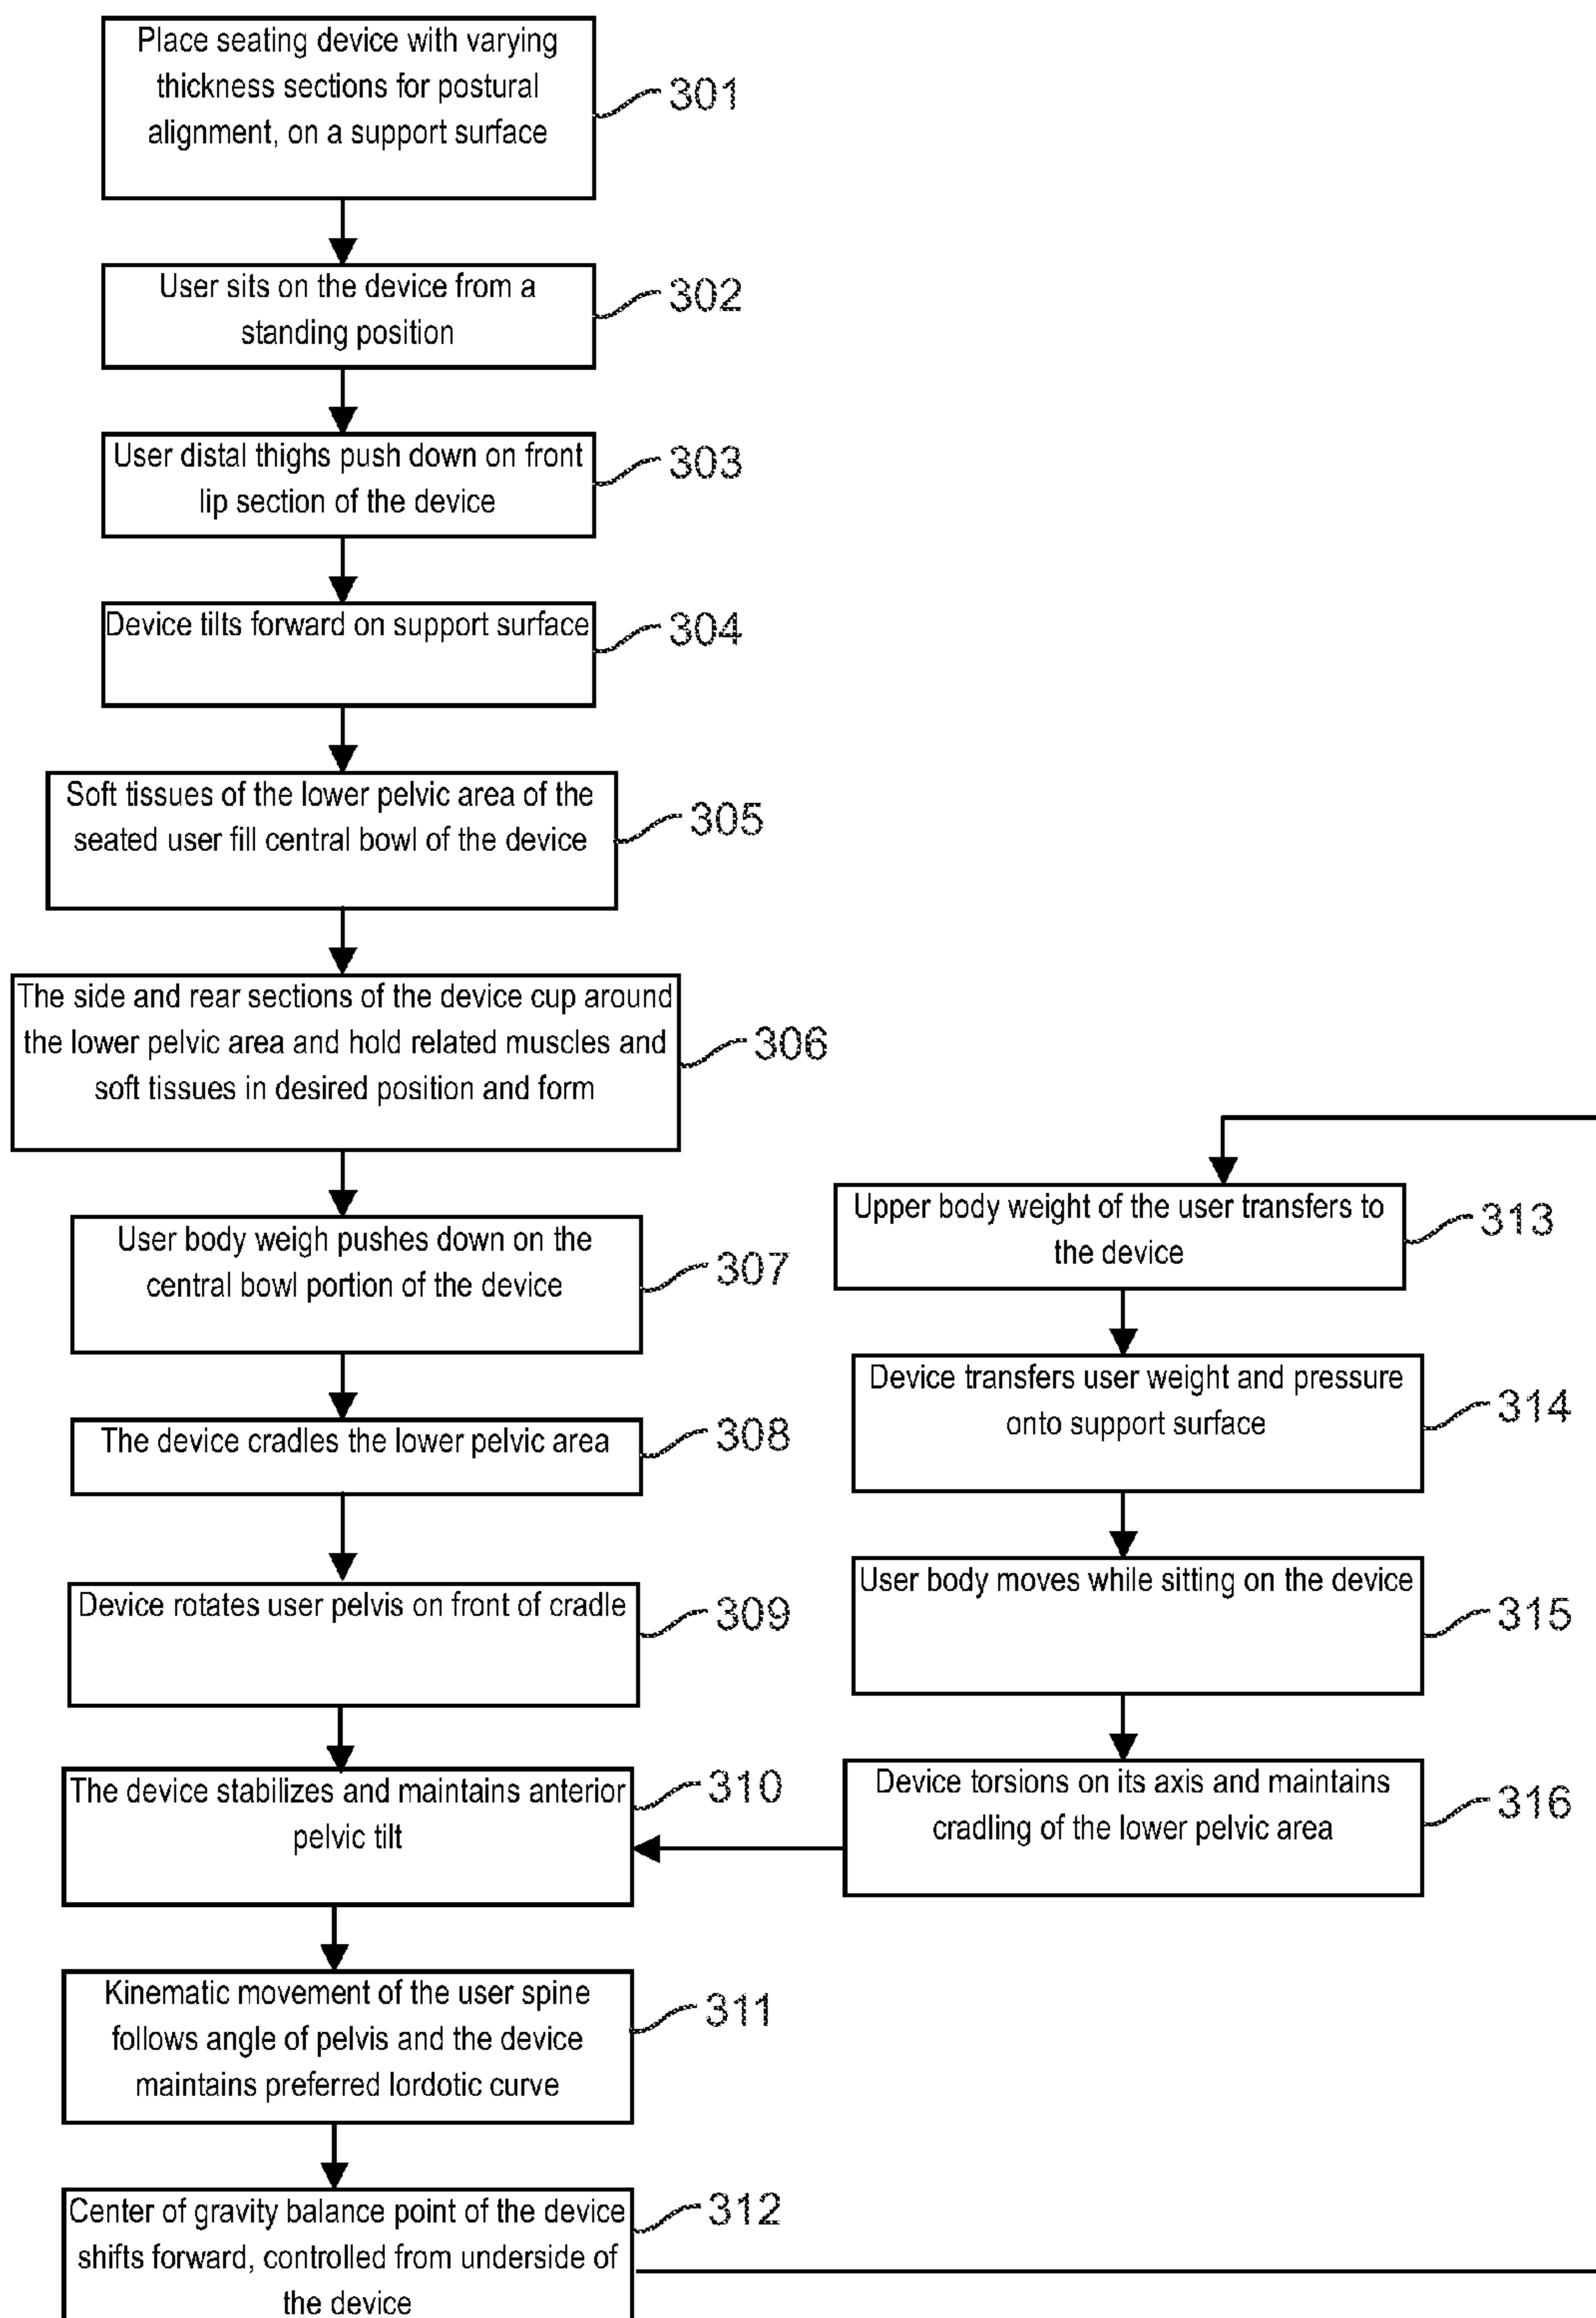 Place seating device with varying
thickness sections for postural
alignment, on a support surface
301
User sits on the device from a
standing position
302
User distal thighs push down on front
lip section of the device
303
Device tilts forward on support surface
304
Soft tissues of the lower pelvic area of the
seated user fill central bowl of the device
305
The side and rear sections of the device cup around
the lower pelvic area and hold related muscles and
soft tissues in desired position and form
306
User body weigh pushes down on the
central bowl portion of the device
307
The device cradles the lower pelvic area
308
Device rotates user pelvis on front of cradle
309
The device stabilizes and maintains anterior
pelvic tilt
310
Kinematic movement of the user spine
follows angle of pelvis and the device
maintains preferred lordotic curve
311
Center of gravity balance point of the device
shifts forward, controlled from underside of
the device
312
Upper body weight of the user transfers to
the device
313
Device transfers user weight and pressure
onto support surface
314
User body moves while sitting on the device
315
Device torsions on its axis and maintains
cradling of the lower pelvic area
316